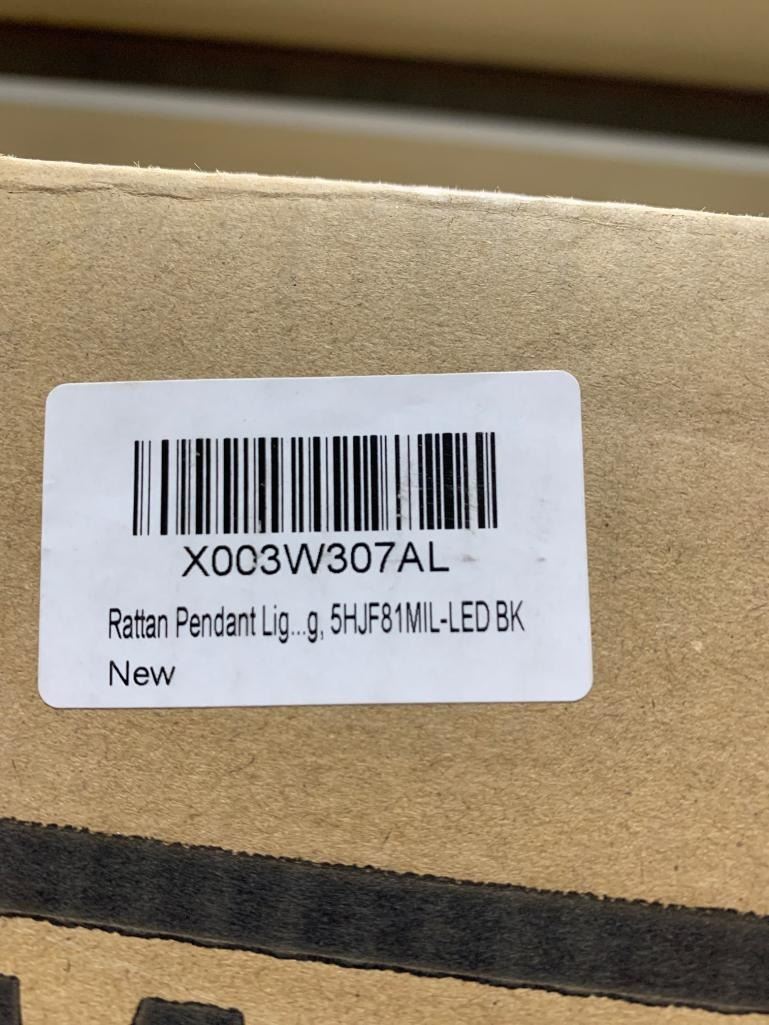 X003W307AL
Rattan Pendant Lig...g, 5HJF81MIL-LED BK
New